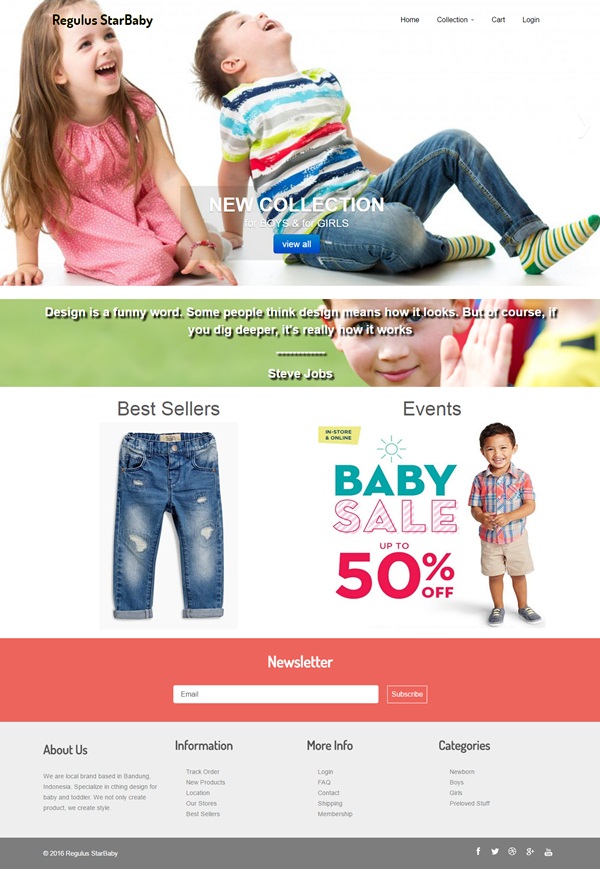 Regulus StarBaby
Home Collection Cart Login
NEW COLLECTION
for BOYS & for GIRLS
view all
Design is a funny word. Some people think design means how it looks. But of course, if
you dig deeper, it's really how it works
------------
Steve Jobs
Best Sellers
Events
IN-STORE
& ONLINE
BABY
SALE
UP TO
50%
OFF
Newsletter
Email
Subscribe
About Us
We are local brand based in Bandung,
Indonesia. Specialize in cthing design for
baby and toddler. We not only create
product, we create style
Information
Track Order
New Products
Location
Our Stores
Best Sellers
More Info
Login
FAQ
Contact
Shipping
Membership
Categories
Newborn
Boys
Girls
Preloved Stuff
© 2016 Regulus StarBaby